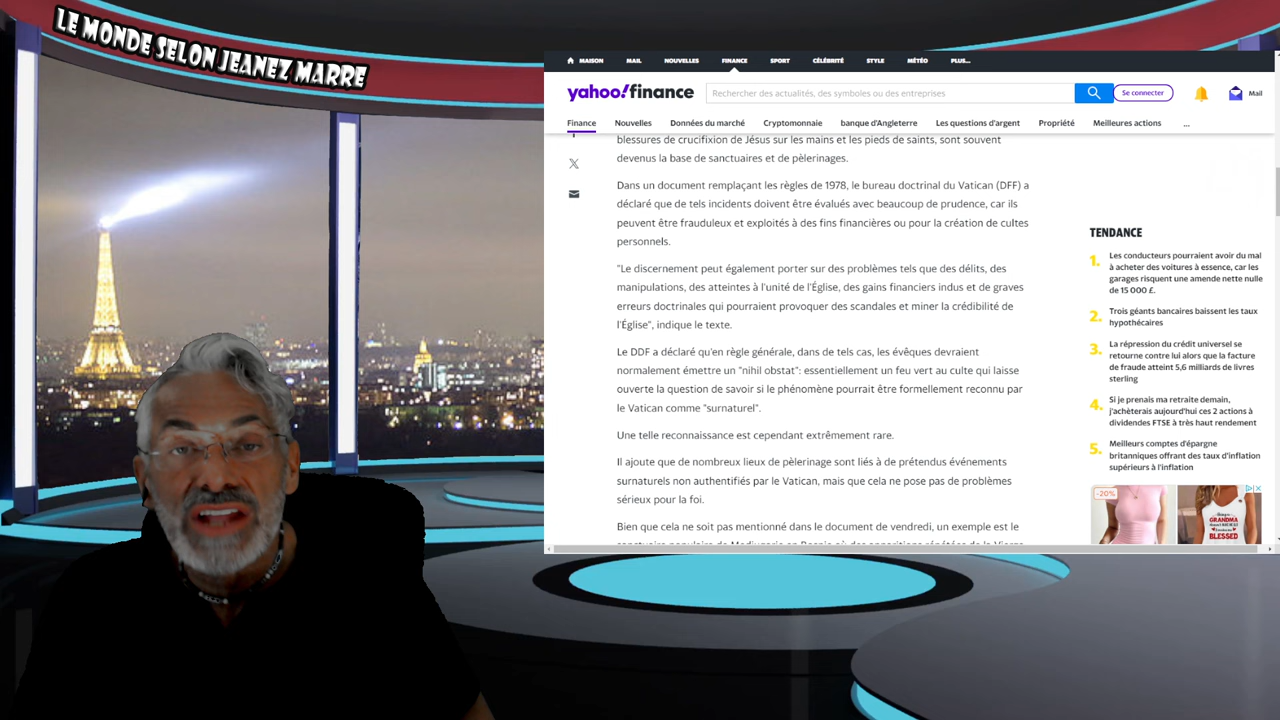 LE MONDE SELON JEANEZ MARRE
MAISON MAIL NOUVELLES FINANCE SPORT CÉLÉBRITÉ STYLE MÉTÉO PLUS...
yahoo!finance Rechercher des actualités, des symboles ou des entreprises Se connecter Mail
Finance Nouvelles Données du marché Cryptomonnaie banque d'Angleterre Les questions d'argent Propriété Meilleures actions ...
blessures de crucifixion de Jésus sur les mains et les pieds de saints, sont souvent
devenus la base de sanctuaires et de pèlerinages.
Dans un document remplaçant les règles de 1978, le bureau doctrinal du Vatican (DFF) a
déclaré que de tels incidents doivent être évalués avec beaucoup de prudence, car ils
peuvent être frauduleux et exploités à des fins financières ou pour la création de cultes
personnels.
"Le discernement peut également porter sur des problèmes tels que des délits, des
manipulations, des atteintes à l'unité de l'Église, des gains financiers indus et de graves
erreurs doctrinales qui pourraient provoquer des scandales et miner la crédibilité de
l'Église", indique le texte.
Le DDF a déclaré qu'en règle générale, dans de tels cas, les évêques devraient
normalement émettre un "nihil obstat": essentiellement un feu vert au culte qui laisse
ouverte la question de savoir si le phénomène pourrait être formellement reconnu par
le Vatican comme "surnaturel".
Une telle reconnaissance est cependant extrêmement rare.
Il ajoute que de nombreux lieux de pèlerinage sont liés à de prétendus événements
surnaturels non authentifiés par le Vatican, mais que cela ne pose pas de problèmes
sérieux pour la foi.
Bien que cela ne soit pas mentionné dans le document de vendredi, un exemple est le
TENDANCE
1. Les conducteurs pourraient avoir du mal
à acheter des voitures à essence, car les
garages risquent une amende nette nulle
de 15 000 £.
2. Trois géants bancaires baissent les taux
hypothécaires
3. La répression du crédit universel se
retourne contre lui alors que la facture
de fraude atteint 5,6 milliards de livres
sterling
4. Si je prenais ma retraite demain,
j'achèterais aujourd'hui ces 2 actions à
dividendes FTSE à très haut rendement
5. Meilleurs comptes d'épargne
britanniques offrant des taux d'inflation
supérieurs à l'inflation
-20%
GRANDMA
BLESSED